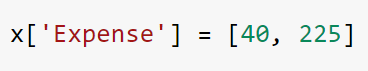 x['Expense'] = [40, 225]